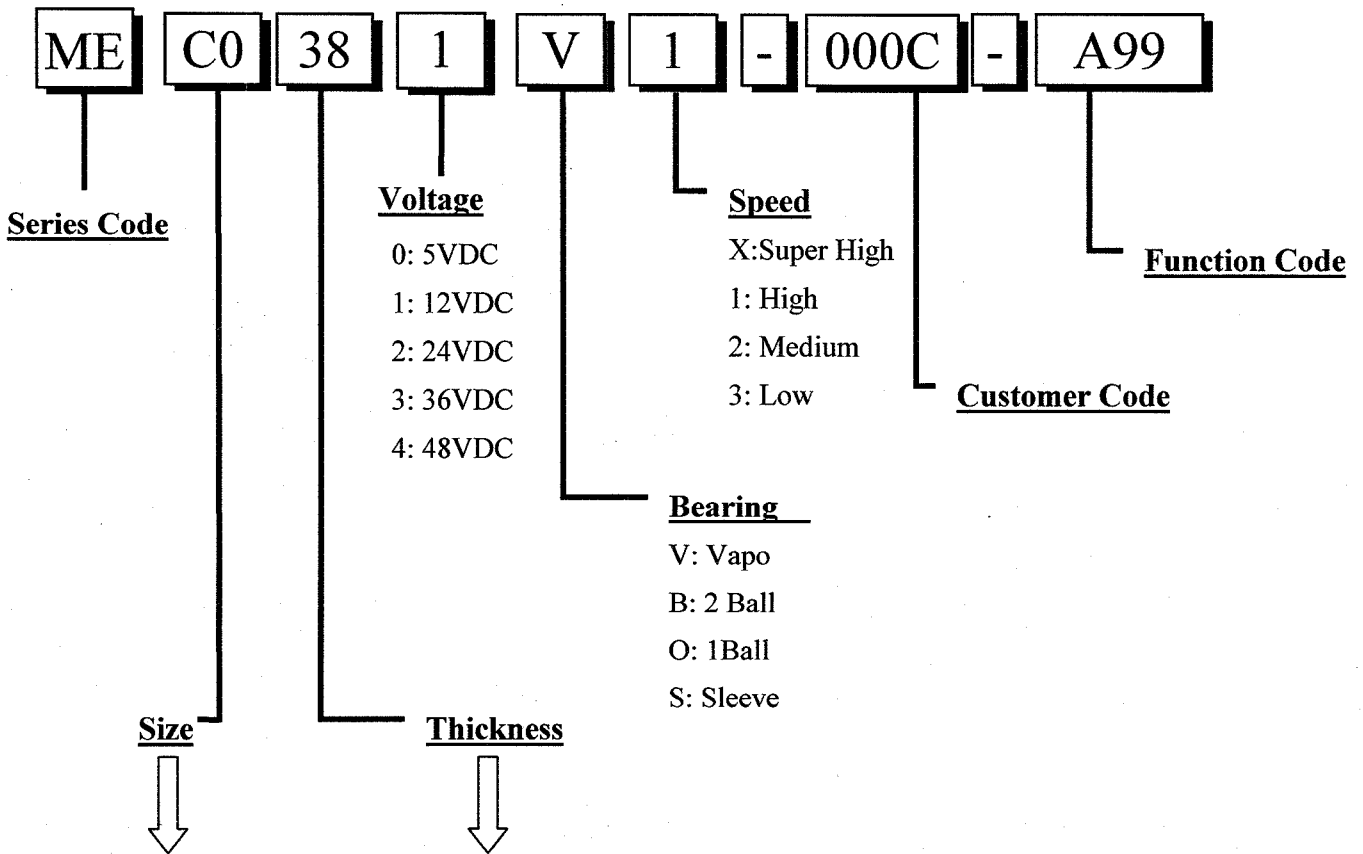 ME C0 38 1 V 1 - 000C - A99
Series Code
Voltage
0: 5VDC
1: 12VDC
2: 24VDC
3: 36VDC
4: 48VDC
Speed
X:Super High
1: High
2: Medium
3: Low
Function Code
Customer Code
Bearing
V: Vapo
B: 2 Ball
O: 1Ball
S: Sleeve
Size
Thickness